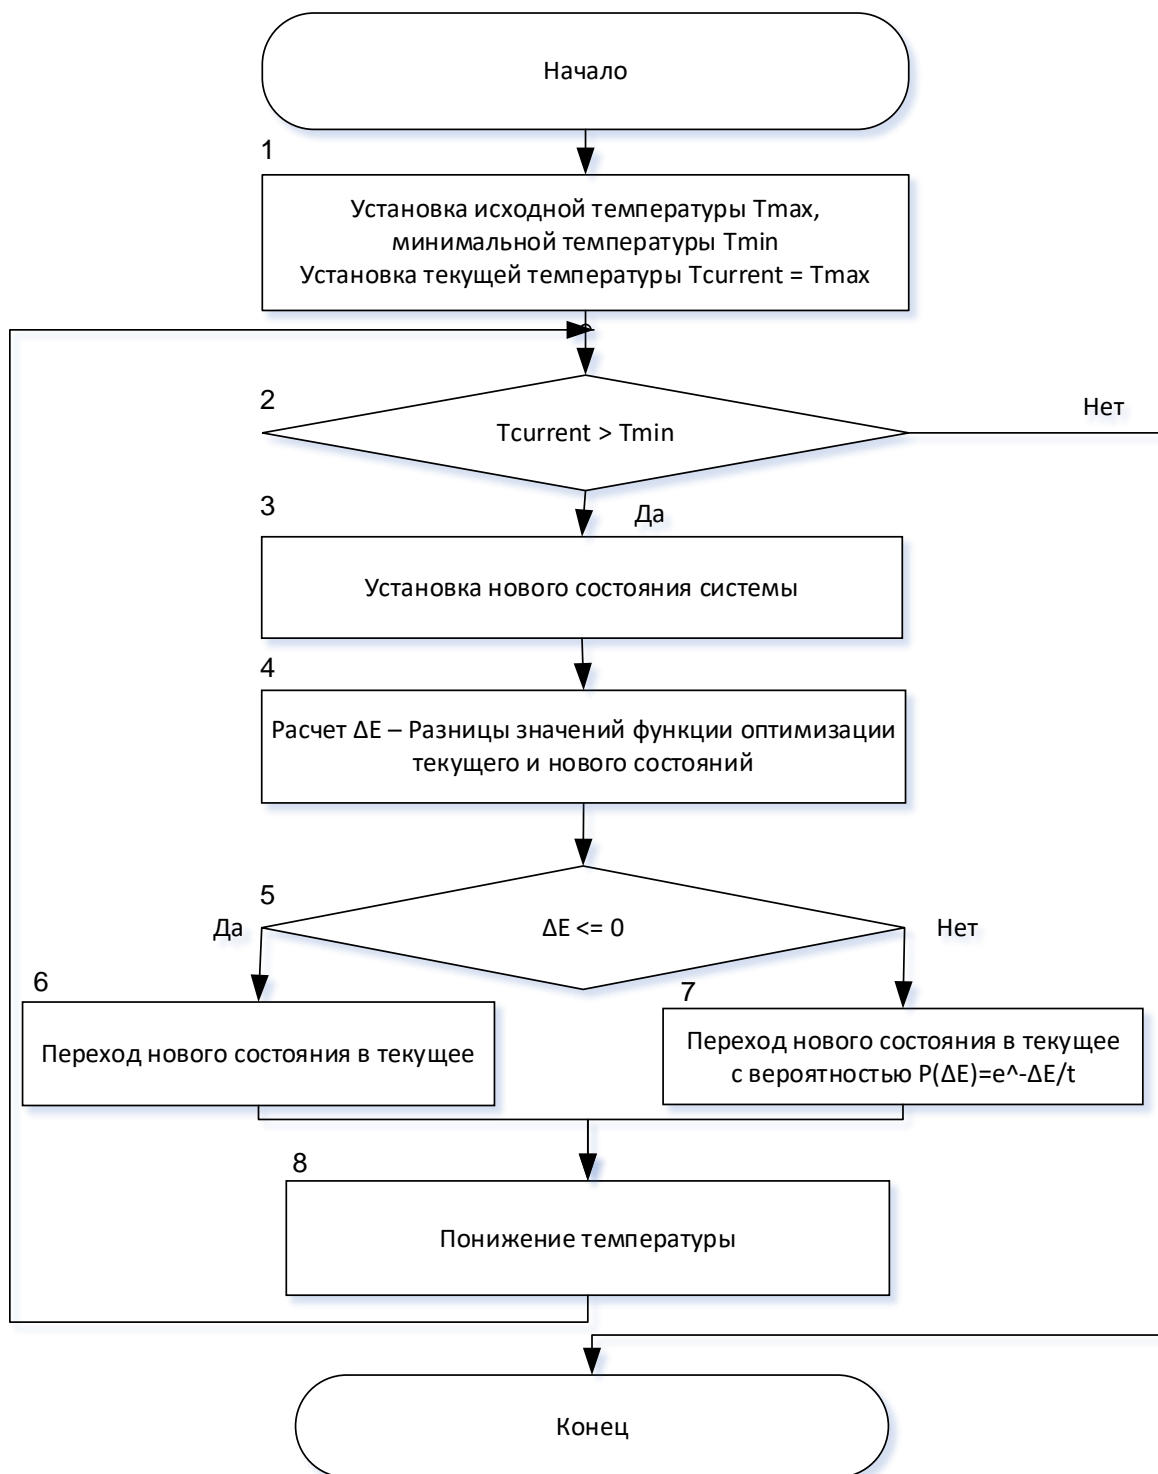 Начало
1
Установка исходной температуры Tmax,
минимальной температуры Tmin
Установка текущей температуры Tcurrent = Tmax
2
Tcurrent > Tmin
Нет
Да
3
Установка нового состояния системы
4
Расчет ΔE – Разницы значений функции оптимизации
текущего и нового состояний
5
ΔE <= 0
Да
Нет
6
Переход нового состояния в текущее
7
Переход нового состояния в текущее
с вероятностью P(ΔE)=e^-ΔE/t
8
Понижение температуры
Конец